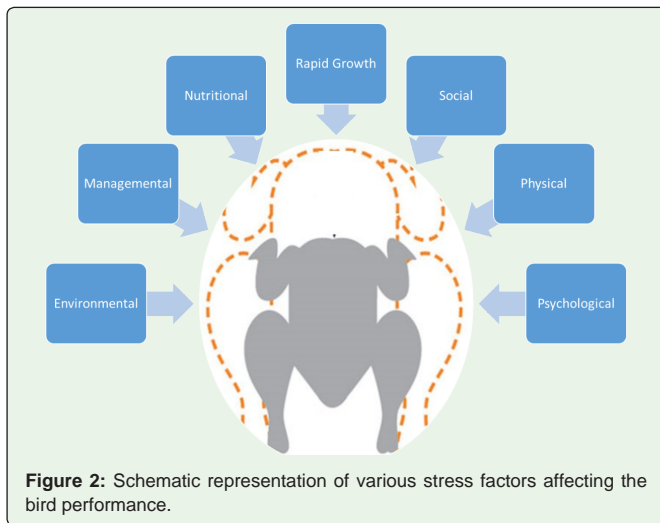 Rapid Growth
Nutritional
Social
Managemental
Physical
Environmental
Psychological
Figure 2: Schematic representation of various stress factors affecting the
bird performance.